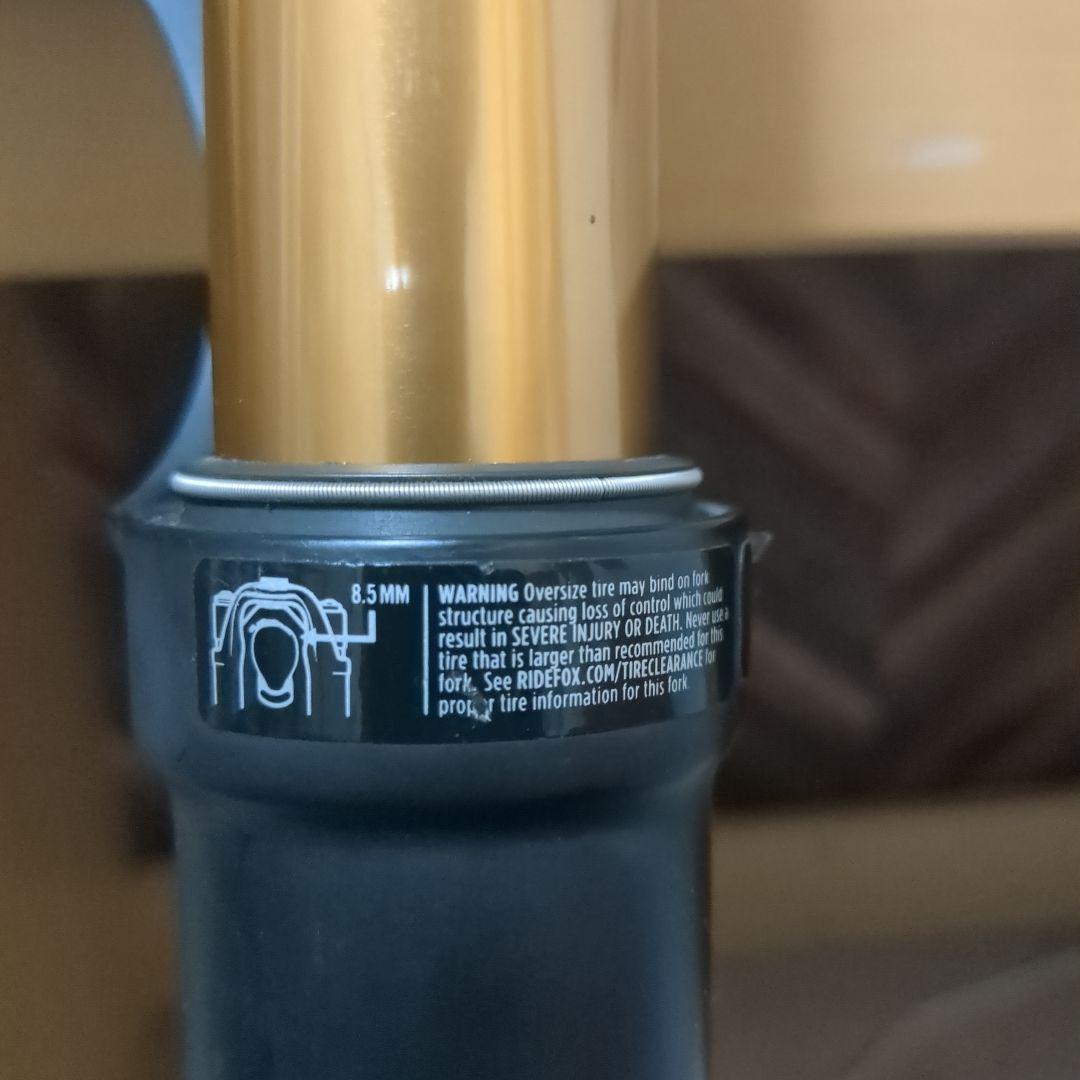 8.5MM
WARNING Oversize tire may bind on fork
structure causing loss of control which could
result in SEVERE INJURY OR DEATH. Never use a
tire that is larger than recommended for this
fork. See RIDEFOX.COM/TIRECLEARANCE for
proper tire information for this fork